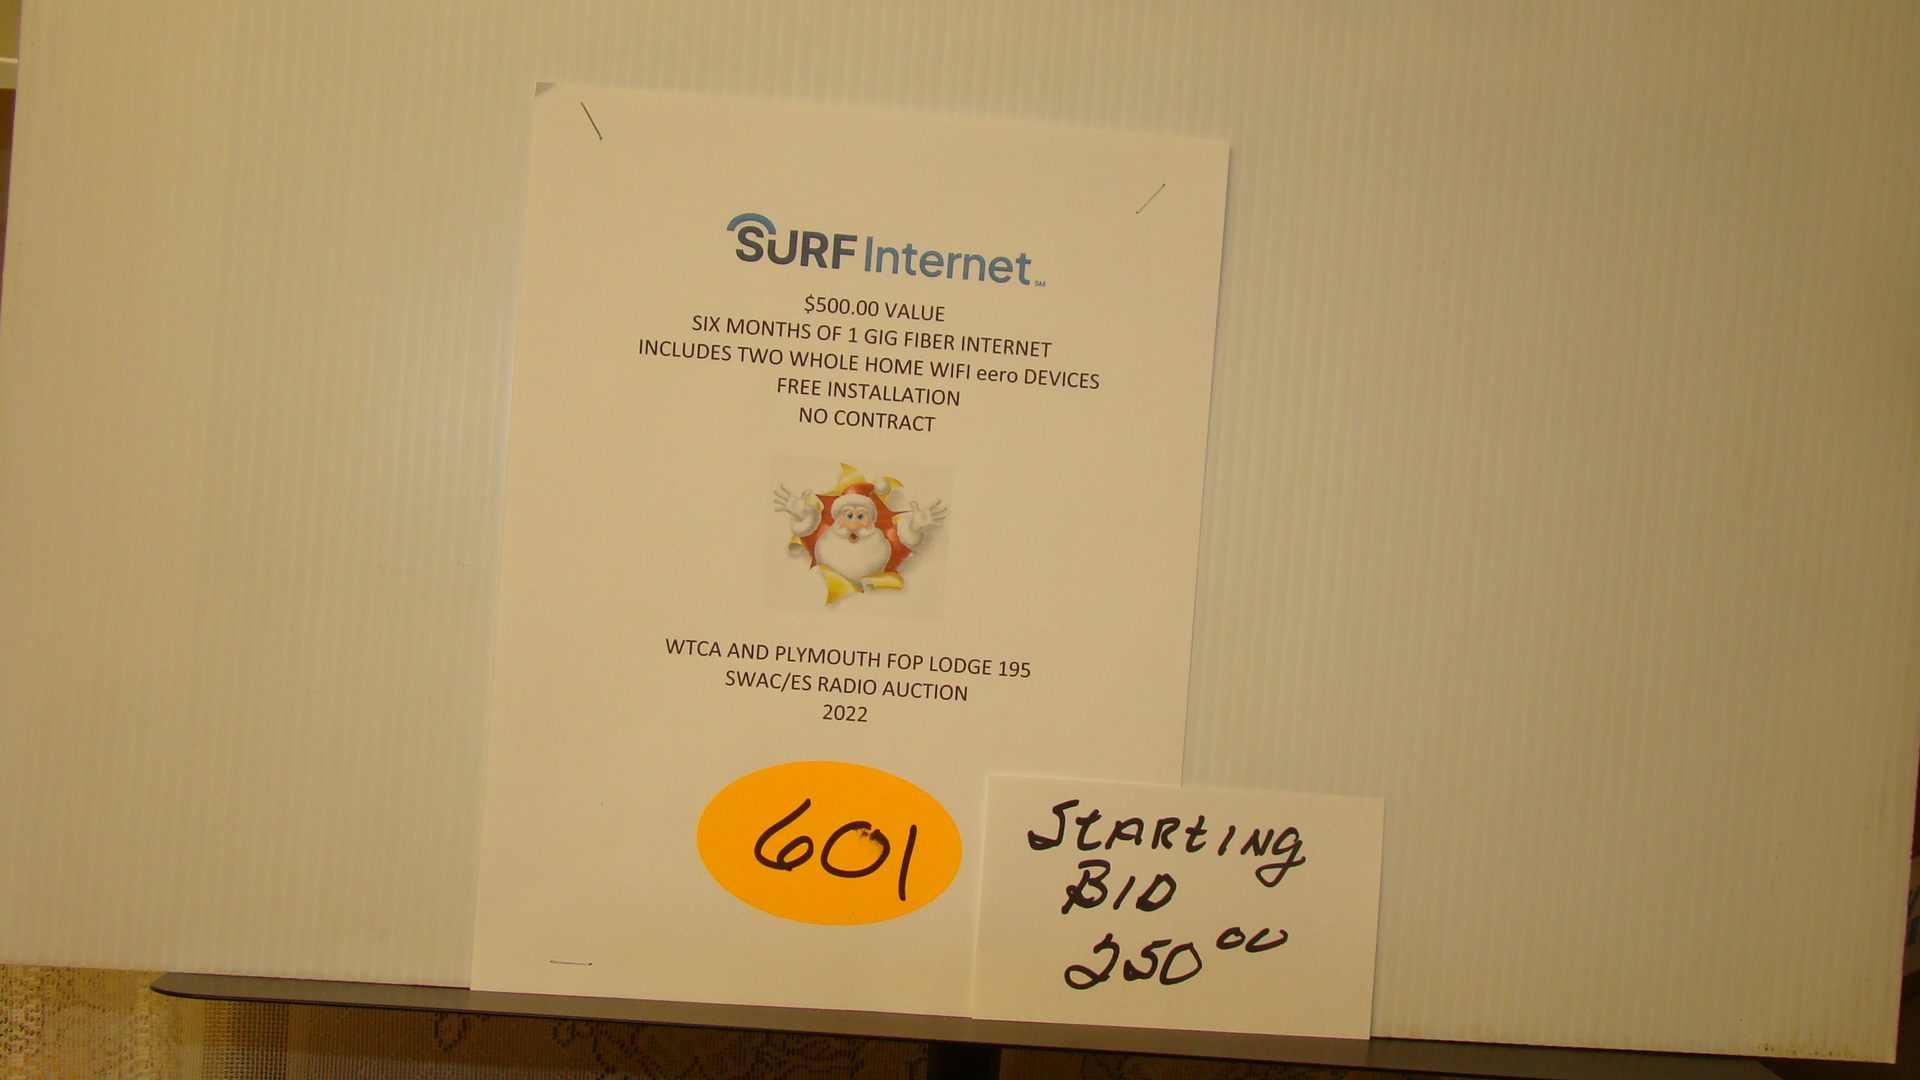 SURF Internet SM
$500.00 VALUE
SIX MONTHS OF 1 GIG FIBER INTERNET
INCLUDES TWO WHOLE HOME WIFI eero DEVICES
FREE INSTALLATION
NO CONTRACT
WTCA AND PLYMOUTH FOP LODGE 195
SWAC/ES RADIO AUCTION
2022
601
STARTING
BID
250 00